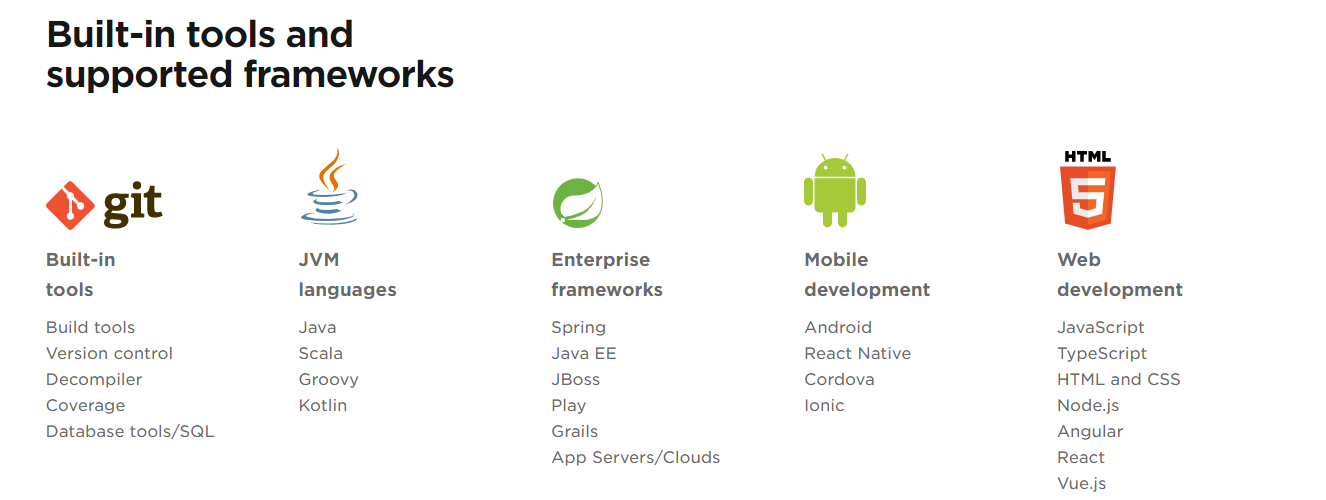 Built-in tools and
supported frameworks
git
Built-in
tools
Build tools
Version control
Decompiler
Coverage
Database tools/SQL
JVM
languages
Java
Scala
Groovy
Kotlin
Enterprise
frameworks
Spring
Java EE
JBoss
Play
Grails
App Servers/Clouds
Mobile
development
Android
React Native
Cordova
Ionic
HTML
5
Web
development
JavaScript
TypeScript
HTML and CSS
Node.js
Angular
React
Vue.js